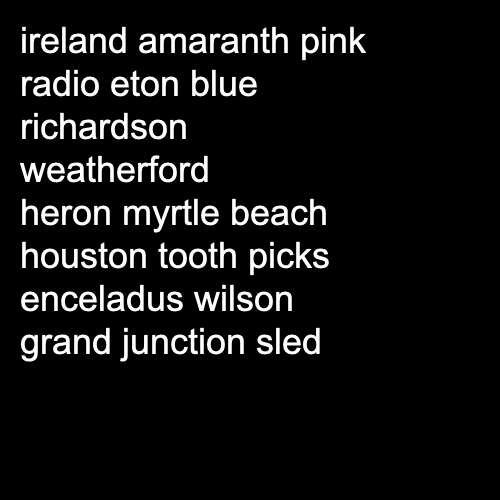 ireland amaranth pink
radio eton blue
richardson
weatherford
heron myrtle beach
houston tooth picks
enceladus wilson
grand junction sled